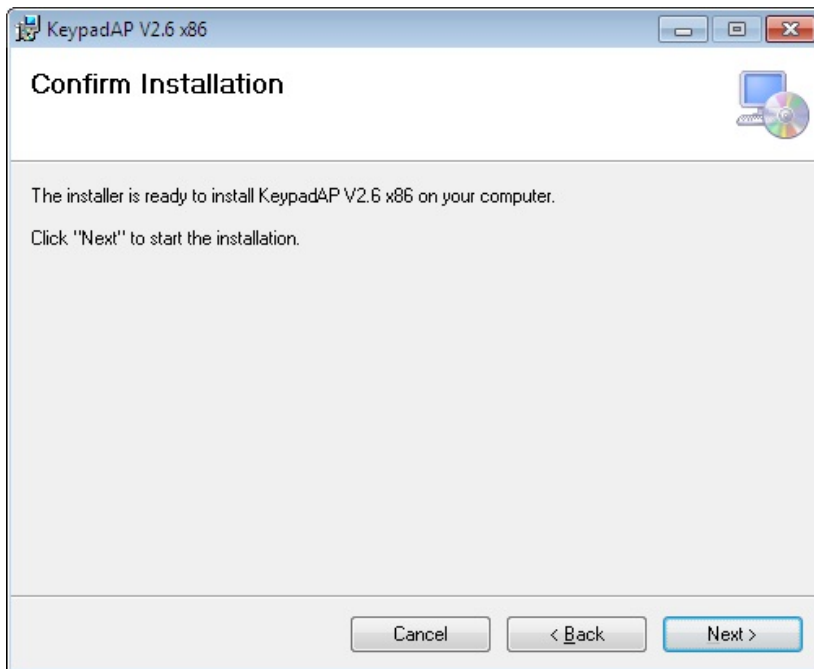 KeypadAP V2.6 x86
Confirm Installation
The installer is ready to install KeypadAP V2.6 x86 on your computer.
Click "Next" to start the installation.
Cancel
< Back
Next >